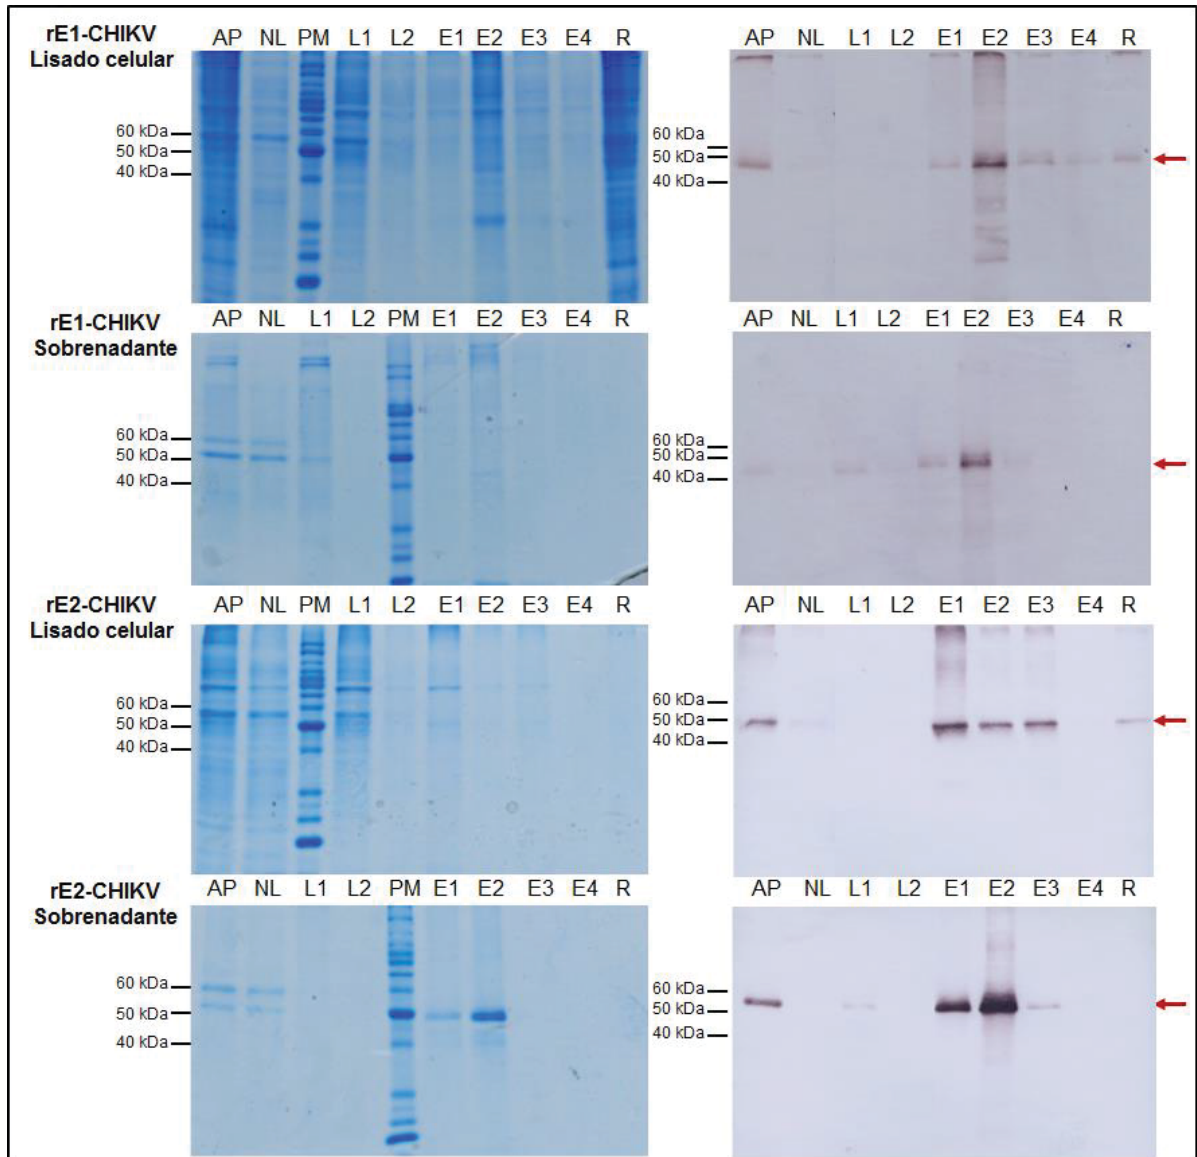 rE1-CHIKV
Lisado celular
AP NL PM L1 L2 E1 E2 E3 E4 R
60 kDa
50 kDa
40 kDa
AP NL L1 L2 E1 E2 E3 E4 R
60 kDa
50 kDa
40 kDa
rE1-CHIKV
Sobrenadante
AP NL L1 L2 PM E1 E2 E3 E4 R
60 kDa
50 kDa
40 kDa
AP NL L1 L2 E1 E2 E3 E4 R
60 kDa
50 kDa
40 kDa
rE2-CHIKV
Lisado celular
AP NL PM L1 L2 E1 E2 E3 E4 R
60 kDa
50 kDa
40 kDa
AP NL L1 L2 E1 E2 E3 E4 R
60 kDa
50 kDa
40 kDa
rE2-CHIKV
Sobrenadante
AP NL L1 L2 PM E1 E2 E3 E4 R
60 kDa
50 kDa
40 kDa
AP NL L1 L2 E1 E2 E3 E4 R
60 kDa
50 kDa
40 kDa